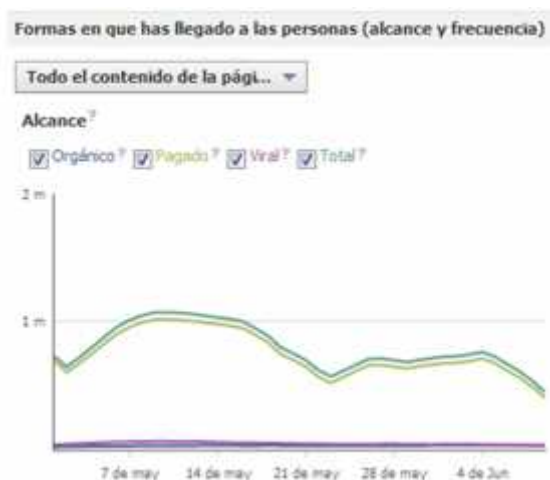 Formas en que has llegado a las personas (alcance y frecuencia)
Todo el contenido de la pági...
Alcance ?
Orgánico ? Pagado ? Viral ? Total ?
2 m
1 m
7 de may 14 de may 21 de may 28 de may 4 de Jun